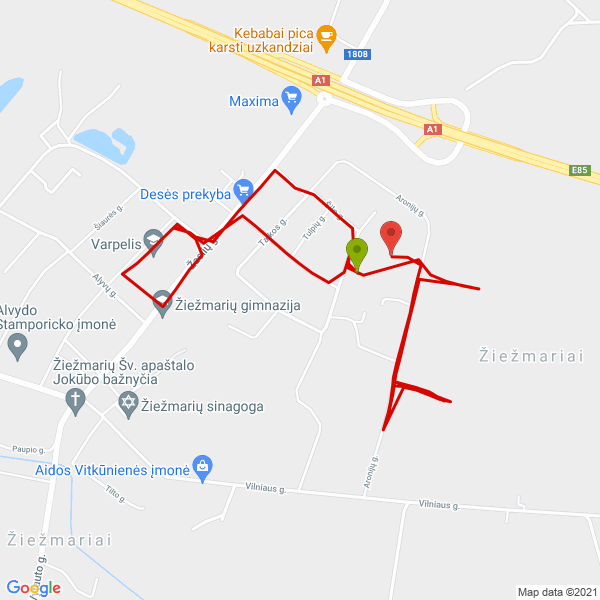 Kebabai pica
karsti uzkandziai
1808
A1
Maxima
A1
E85
Desės prekyba
Aronijų g.
Šiaurės g.
Tulpių g.
Taikos g.
Varpelis
Žaslių g.
Alyvų g.
Žiežmarių gimnazija
Alvydo
Stamporicko įmonė
Žiežmariai
Žiežmarių Šv. apaštalo
Jokūbo bažnyčia
Žiežmarių sinagoga
Paupio g.
Aidos Vitkūnienės įmonė
Aronijų g.
Tilto g.
Vilniaus g.
Vilniaus g.
Žiežmariai
Google
Map data ©2021